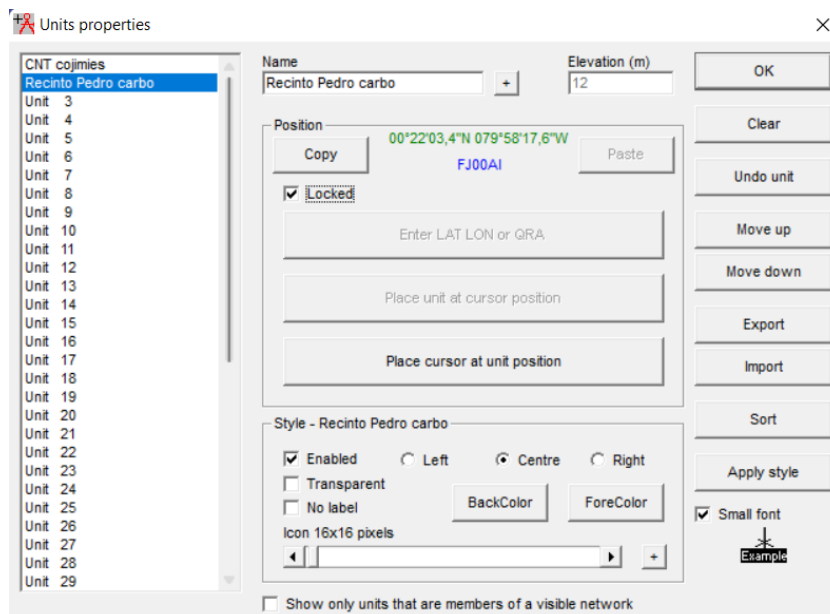 Units properties
CNT cojimies
Recinto Pedro carbo
Unit 3
Unit 4
Unit 5
Unit 6
Unit 7
Unit 8
Unit 9
Unit 10
Unit 11
Unit 12
Unit 13
Unit 14
Unit 15
Unit 16
Unit 17
Unit 18
Unit 19
Unit 20
Unit 21
Unit 22
Unit 23
Unit 24
Unit 25
Unit 26
Unit 27
Unit 28
Unit 29
Name
Elevation (m)
Recinto Pedro carbo
+
12
Position
Copy
00°22'03,4"N 079°58'17,6"W
FJ00AI
Paste
Locked
Enter LAT LON or QRA
Place unit at cursor position
Place cursor at unit position
Style - Recinto Pedro carbo
Enabled
Left
Centre
Right
Transparent
No label
BackColor
ForeColor
Icon 16x16 pixels
+
Show only units that are members of a visible network
OK
Clear
Undo unit
Move up
Move down
Export
Import
Sort
Apply style
Small font
Example